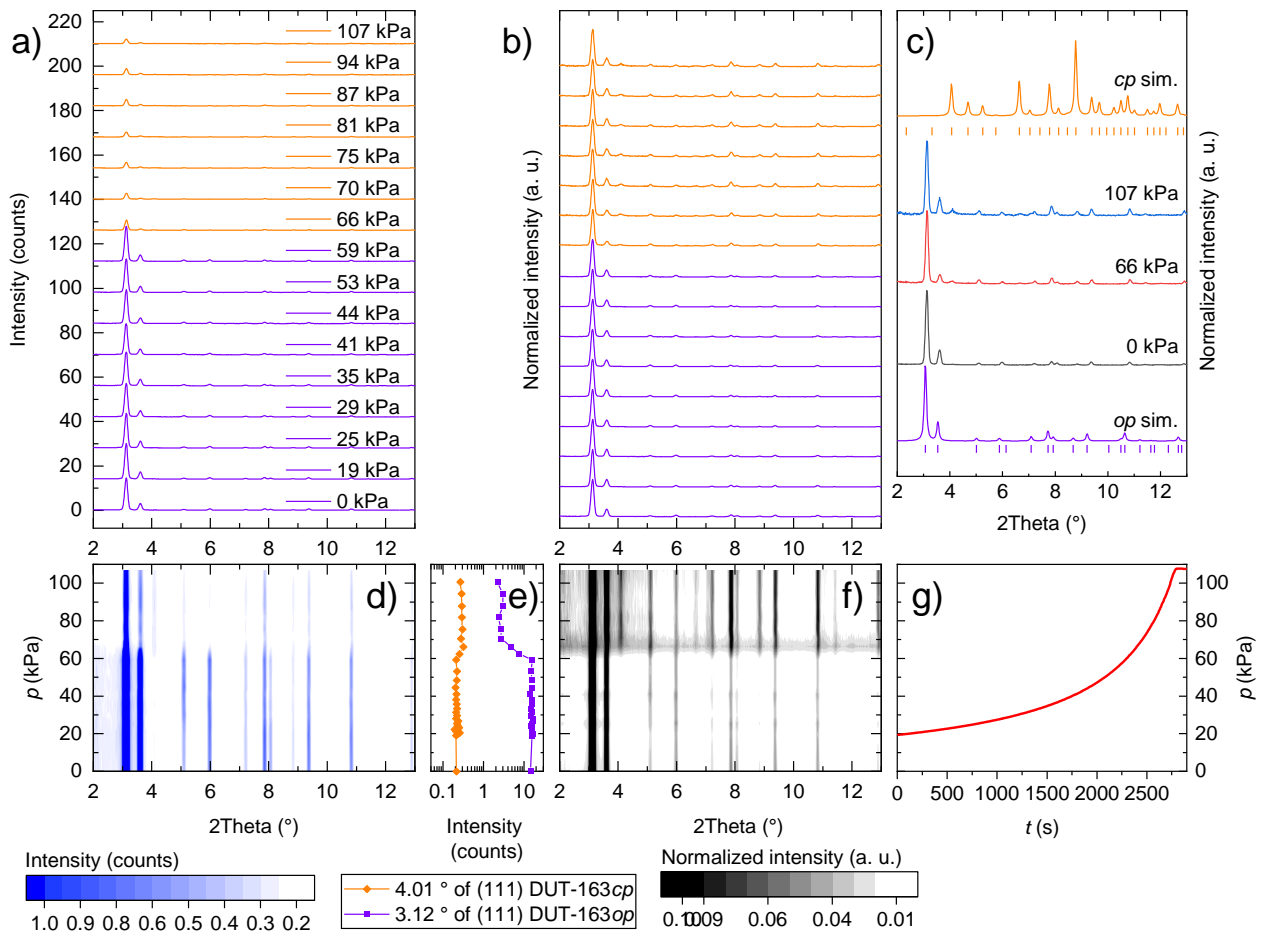 a)
220
200
180
160
140
120
100
80
60
40
20
0
Intensity (counts)
107 kPa
94 kPa
87 kPa
81 kPa
75 kPa
70 kPa
66 kPa
59 kPa
53 kPa
44 kPa
41 kPa
35 kPa
29 kPa
25 kPa
19 kPa
0 kPa
2 4 6 8 10 12
b)
Normalized intensity (a. u.)
2 4 6 8 10 12
c)
cp sim.
107 kPa
66 kPa
0 kPa
op sim.
Normalized intensity (a. u.)
2 4 6 8 10 12
2Theta (°)
d)
100
80
60
40
20
0
p (kPa)
2 4 6 8 10 12
2Theta (°)
e)
0.1 1 10
Intensity
(counts)
f)
2 4 6 8 10 12
2Theta (°)
g)
100
80
60
40
20
0
p (kPa)
0 500 1000 1500 2000 2500
t (s)
Intensity (counts)
1.0 0.9 0.8 0.6 0.5 0.4 0.3 0.2
4.01 ° of (111) DUT-163cp
3.12 ° of (111) DUT-163op
Normalized intensity (a. u.)
0.10 0.09 0.06 0.04 0.01